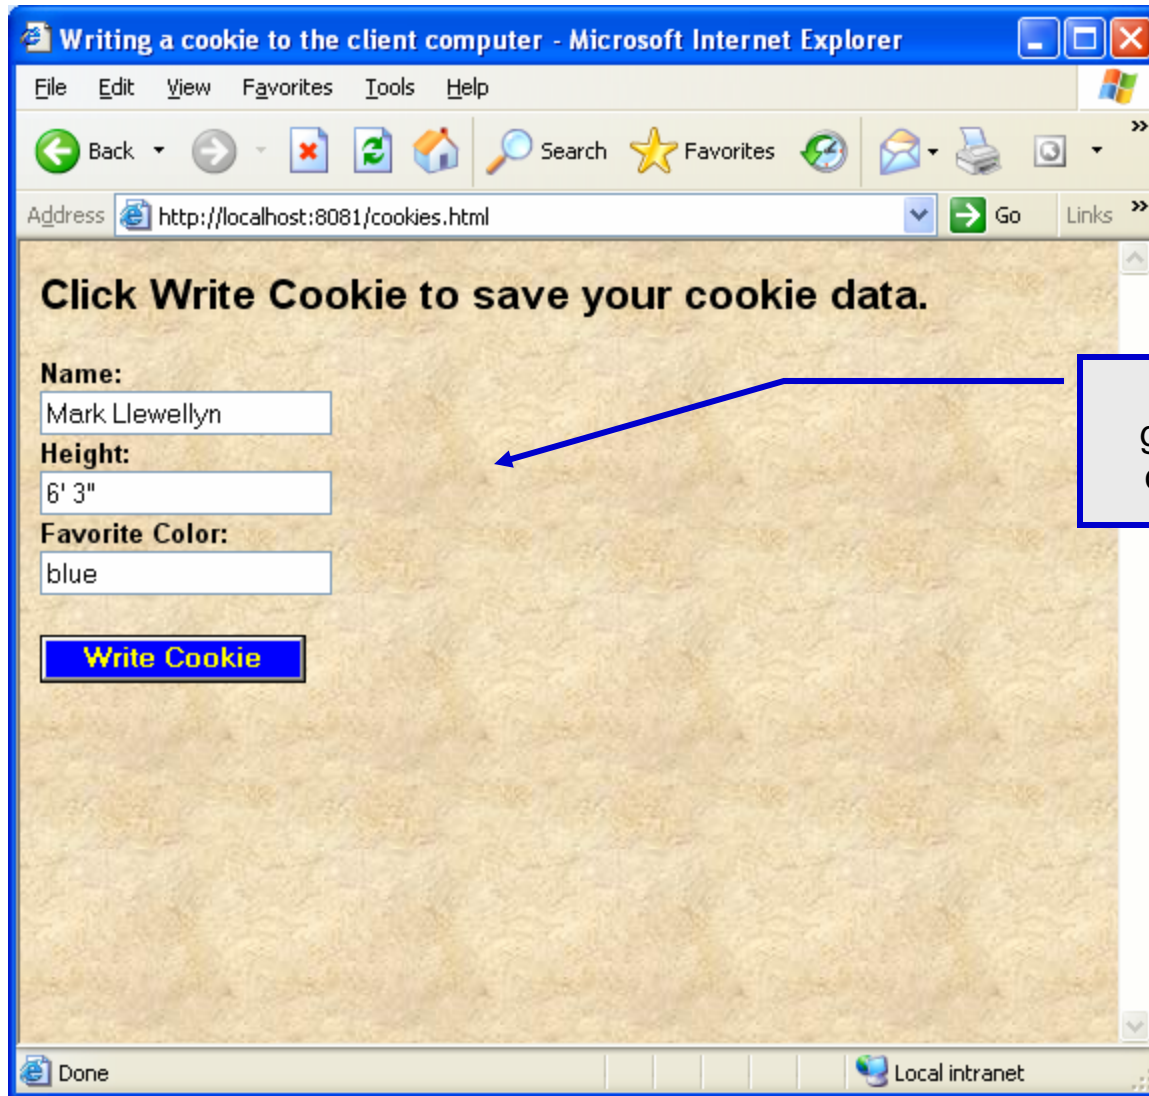 Writing a cookie to the client computer - Microsoft Internet Explorer
File Edit View Favorites Tools Help
Back Search Favorites »
Address http://localhost:8081/cookies.html Go Links »
Click Write Cookie to save your cookie data.
Name:
Mark Llewellyn
Height:
6' 3"
Favorite Color:
blue
Write Cookie
Done Local intranet